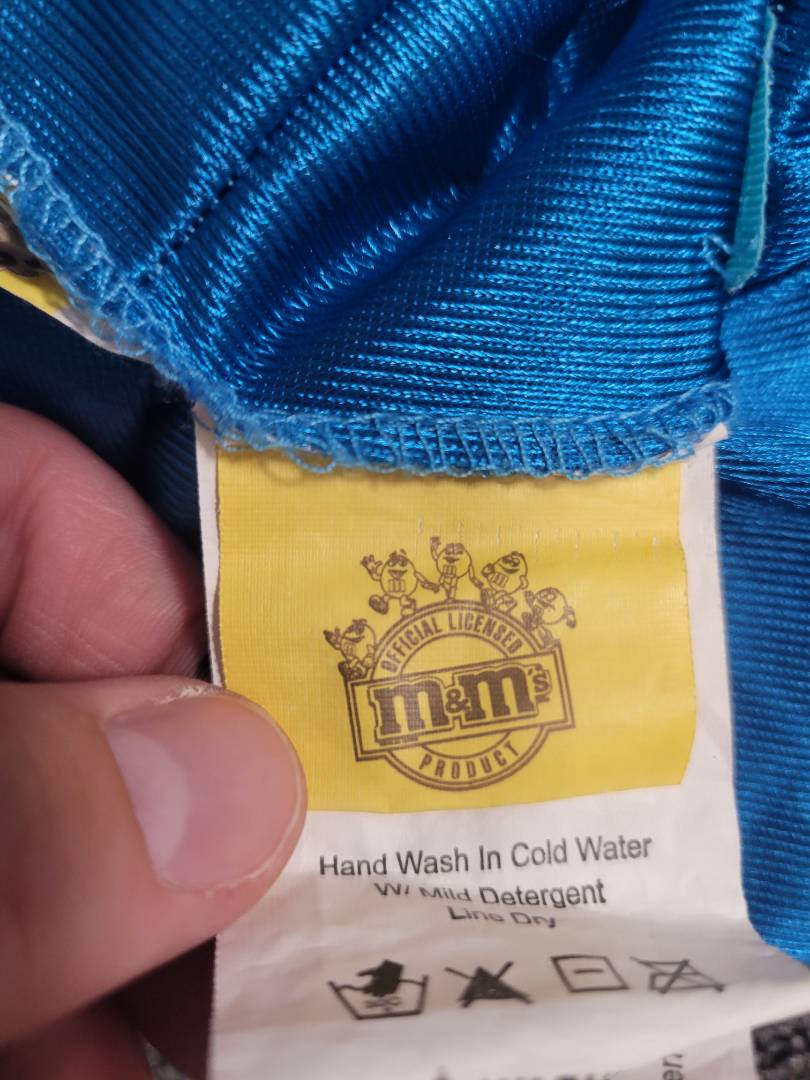 OFFICIAL LICENSED
m&m's
PRODUCT
Hand Wash In Cold Water
W/ Mild Detergent
Line Dry